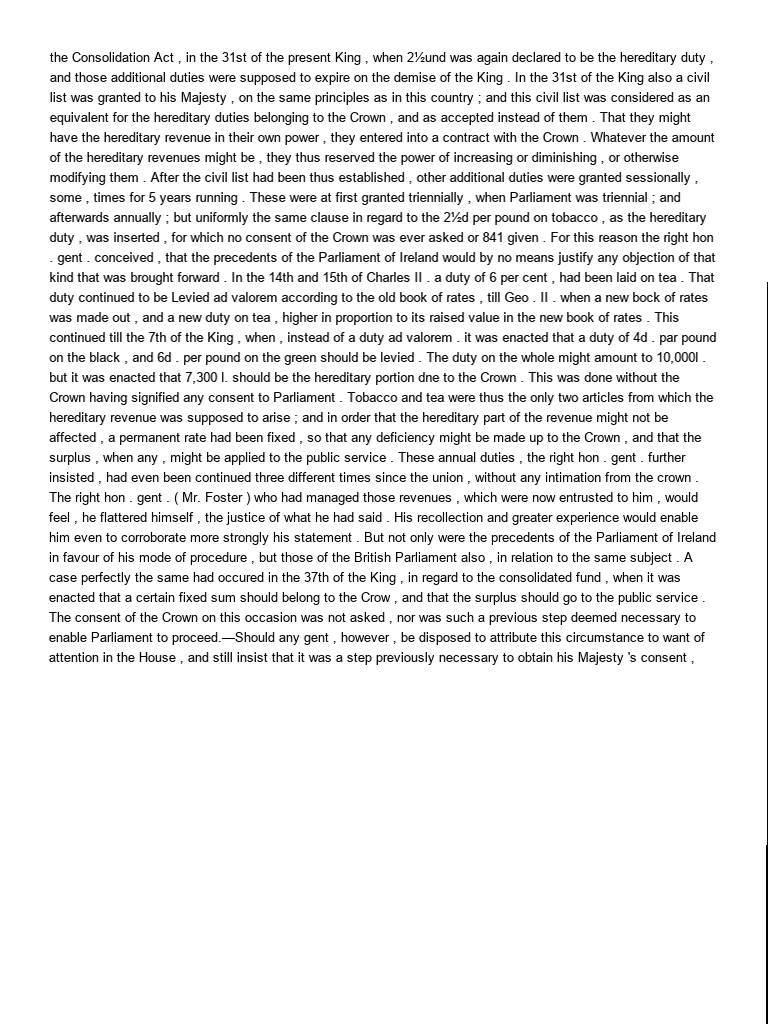 the Consolidation Act , in the 31st of the present King , when 2½und was again declared to be the hereditary duty ,
and those additional duties were supposed to expire on the demise of the King . In the 31st of the King also a civil
list was granted to his Majesty , on the same principles as in this country ; and this civil list was considered as an
equivalent for the hereditary duties belonging to the Crown , and as accepted instead of them . That they might
have the hereditary revenue in their own power , they entered into a contract with the Crown . Whatever the amount
of the hereditary revenues might be , they thus reserved the power of increasing or diminishing , or otherwise
modifying them . After the civil list had been thus established , other additional duties were granted sessionally ,
some , times for 5 years running . These were at first granted triennially , when Parliament was triennial ; and
afterwards annually ; but uniformly the same clause in regard to the 2½d per pound on tobacco , as the hereditary
duty , was inserted , for which no consent of the Crown was ever asked or 841 given . For this reason the right hon
. gent . conceived , that the precedents of the Parliament of Ireland would by no means justify any objection of that
kind that was brought forward . In the 14th and 15th of Charles II . a duty of 6 per cent , had been laid on tea . That
duty continued to be Levied ad valorem according to the old book of rates , till Geo . II . when a new bock of rates
was made out , and a new duty on tea , higher in proportion to its raised value in the new book of rates . This
continued till the 7th of the King , when , instead of a duty ad valorem . it was enacted that a duty of 4d . par pound
on the black , and 6d . per pound on the green should be levied . The duty on the whole might amount to 10,000l .
but it was enacted that 7,300 l. should be the hereditary portion dne to the Crown . This was done without the
Crown having signified any consent to Parliament . Tobacco and tea were thus the only two articles from which the
hereditary revenue was supposed to arise ; and in order that the hereditary part of the revenue might not be
affected , a permanent rate had been fixed , so that any deficiency might be made up to the Crown , and that the
surplus , when any , might be applied to the public service . These annual duties , the right hon . gent . further
insisted , had even been continued three different times since the union , without any intimation from the crown .
The right hon . gent . ( Mr. Foster ) who had managed those revenues , which were now entrusted to him , would
feel , he flattered himself , the justice of what he had said . His recollection and greater experience would enable
him even to corroborate more strongly his statement . But not only were the precedents of the Parliament of Ireland
in favour of his mode of procedure , but those of the British Parliament also , in relation to the same subject . A
case perfectly the same had occured in the 37th of the King , in regard to the consolidated fund , when it was
enacted that a certain fixed sum should belong to the Crow , and that the surplus should go to the public service .
The consent of the Crown on this occasion was not asked , nor was such a previous step deemed necessary to
enable Parliament to proceed.—Should any gent , however , be disposed to attribute this circumstance to want of
attention in the House , and still insist that it was a step previously necessary to obtain his Majesty 's consent ,